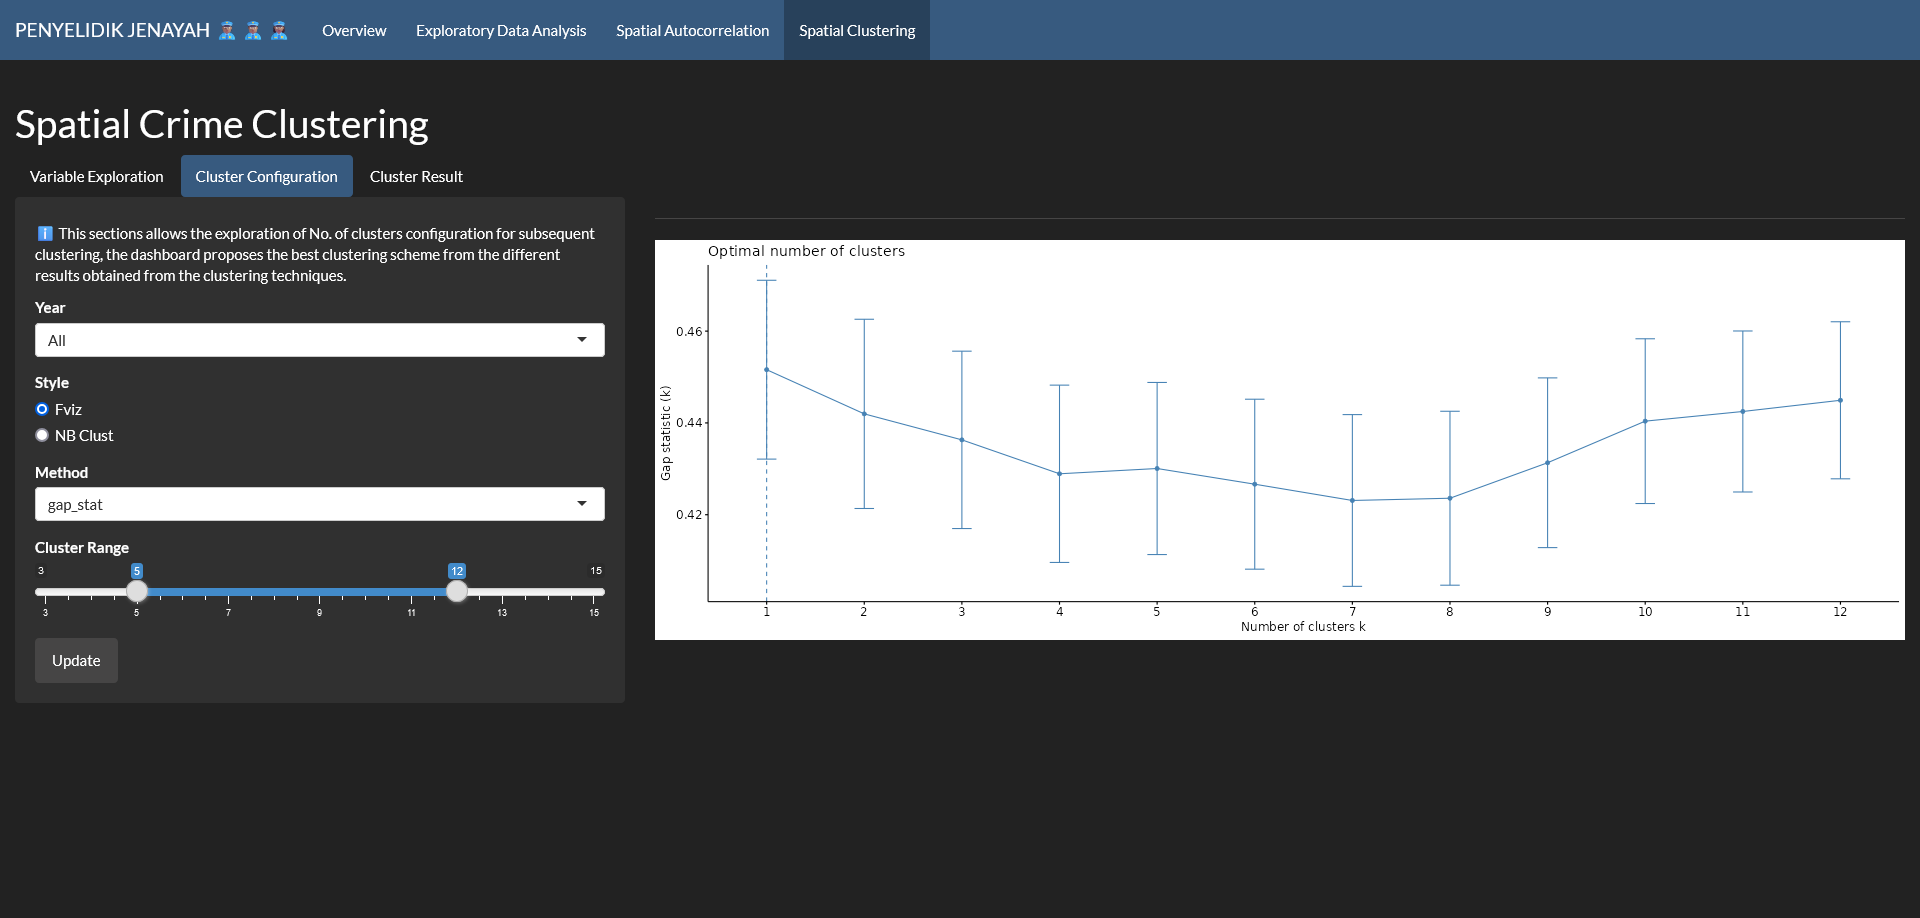 PENYELIDIK JENAYAH
Overview
Exploratory Data Analysis
Spatial Autocorrelation
Spatial Clustering
Spatial Crime Clustering
Variable Exploration
Cluster Configuration
Cluster Result
This sections allows the exploration of No. of clusters configuration for subsequent
clustering, the dashboard proposes the best clustering scheme from the different
results obtained from the clustering techniques.
Year
All
Style
Fviz
NB Clust
Method
gap_stat
Cluster Range
3 5 12 15
3 5 7 9 11 13 15
Update
Optimal number of clusters
Gap statistic (k)
0.46
0.44
0.42
1 2 3 4 5 6 7 8 9 10 11 12
Number of clusters k